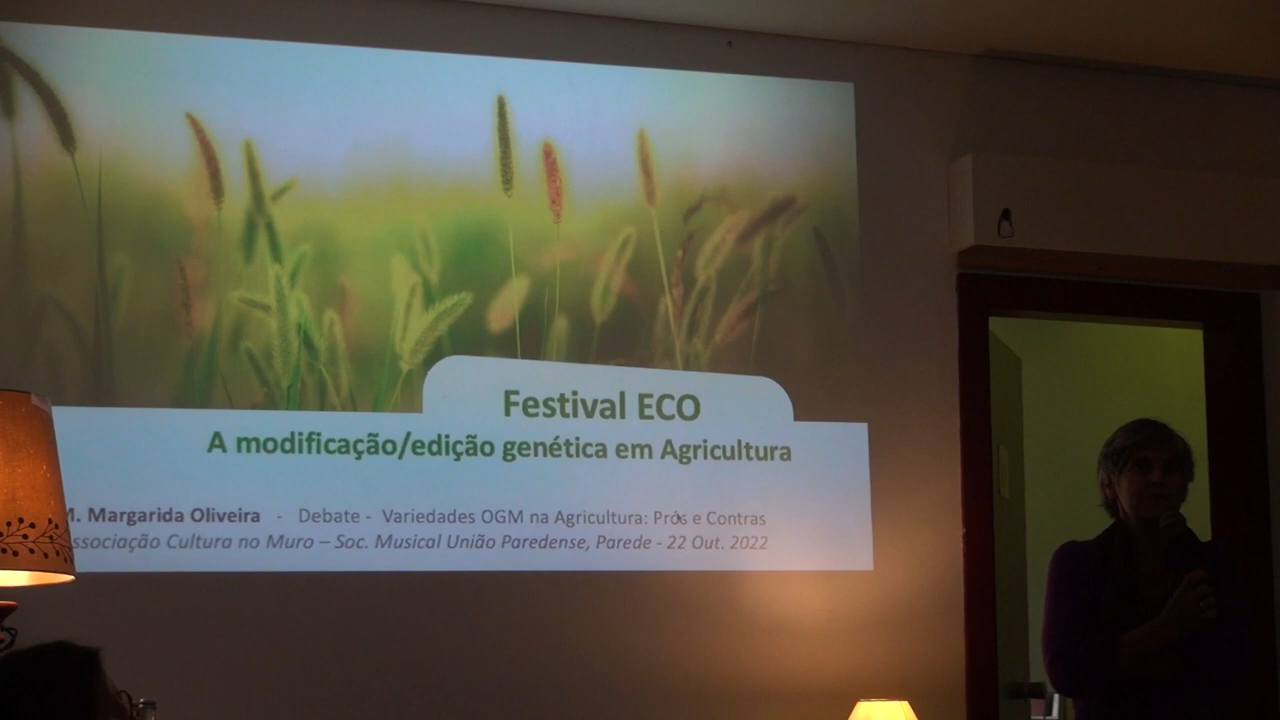 Festival ECO
A modificação/edição genética em Agricultura
M. Margarida Oliveira - Debate - Variedades OGM na Agricultura: Prós e Contras
Associação Cultura no Muro – Soc. Musical União Paredense, Parede - 22 Out. 2022